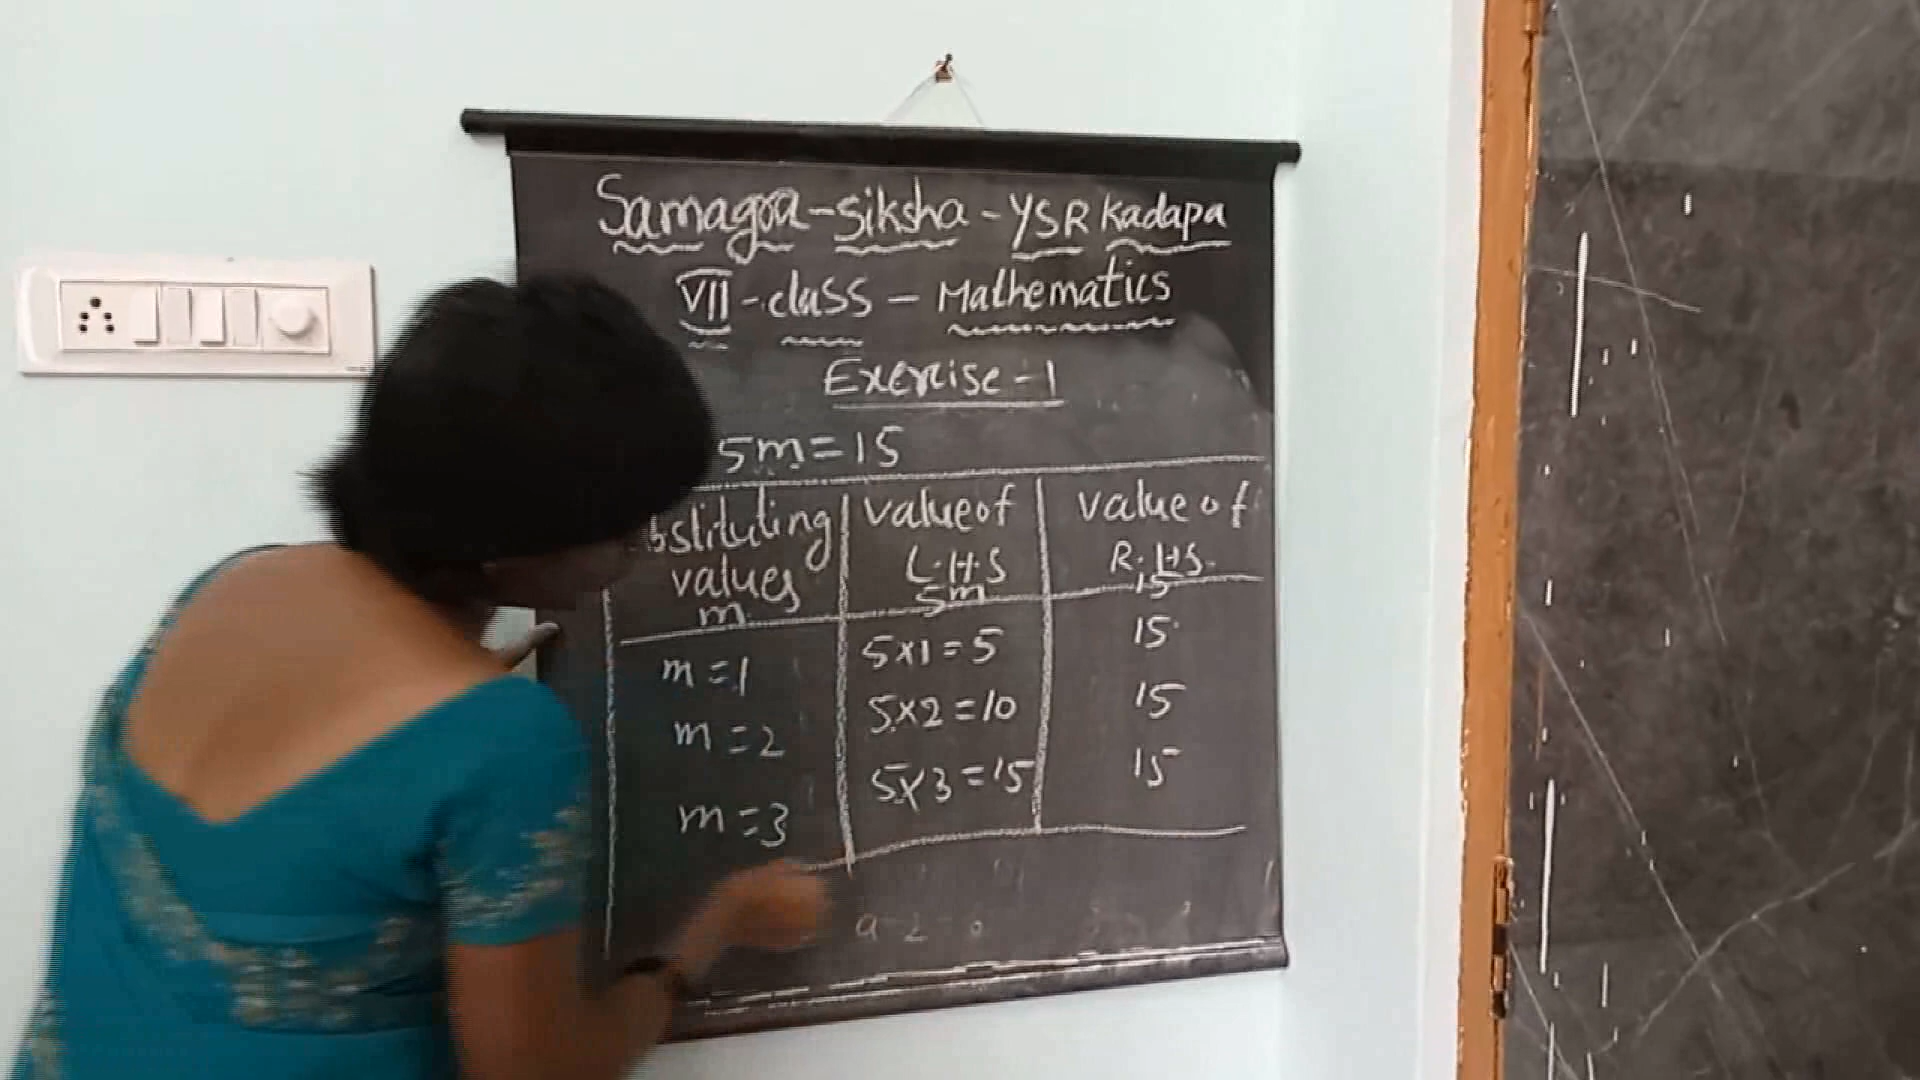 Samagra-Siksha - YSR Kadapa
VII - class - Mathematics
Exercise - 1
5m=15
values m
value of L.H.S 5m
value of R.H.S. 15
m=1 5x1=5 15
m=2 5x2=10 15
m=3 5x3=15 15